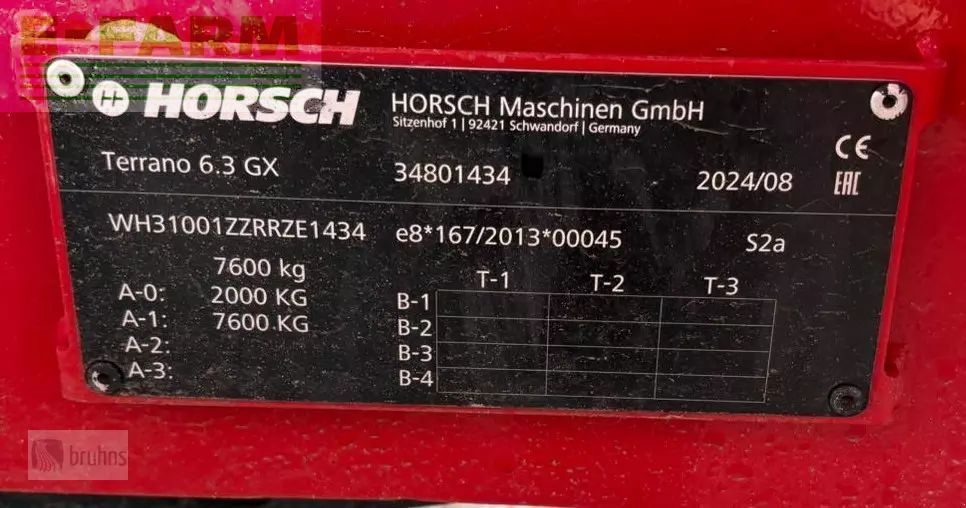 E-FARM
HORSCH
HORSCH Maschinen GmbH
Sitzenhof 1 | 92421 Schwandorf | Germany
CE
Terrano 6.3 GX 34801434 2024/08 EAC
WH31001ZZRRZE1434 e8*167/2013*00045 S2a
7600 kg T-1 T-2 T-3
A-0: 2000 KG B-1
A-1: 7600 KG B-2
A-2: B-3
A-3: B-4
bruhns